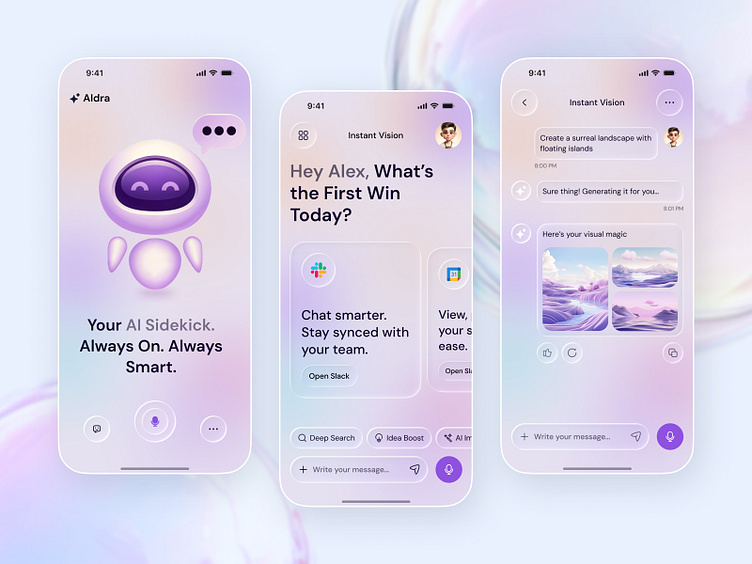 9:41
Aldra
Your AI Sidekick.
Always On. Always
Smart.
9:41
Instant Vision
Hey Alex, What's
the First Win
Today?
Chat smarter.
Stay synced with
your team.
Open Slack
31
View,
your s
ease.
Open Sla
Deep Search
Idea Boost
AI Im
Write your message...
9:41
Instant Vision
Create a surreal landscape with
floating islands
8:00 PM
Sure thing! Generating it for you...
8:01 PM
Here's your visual magic
Write your message...